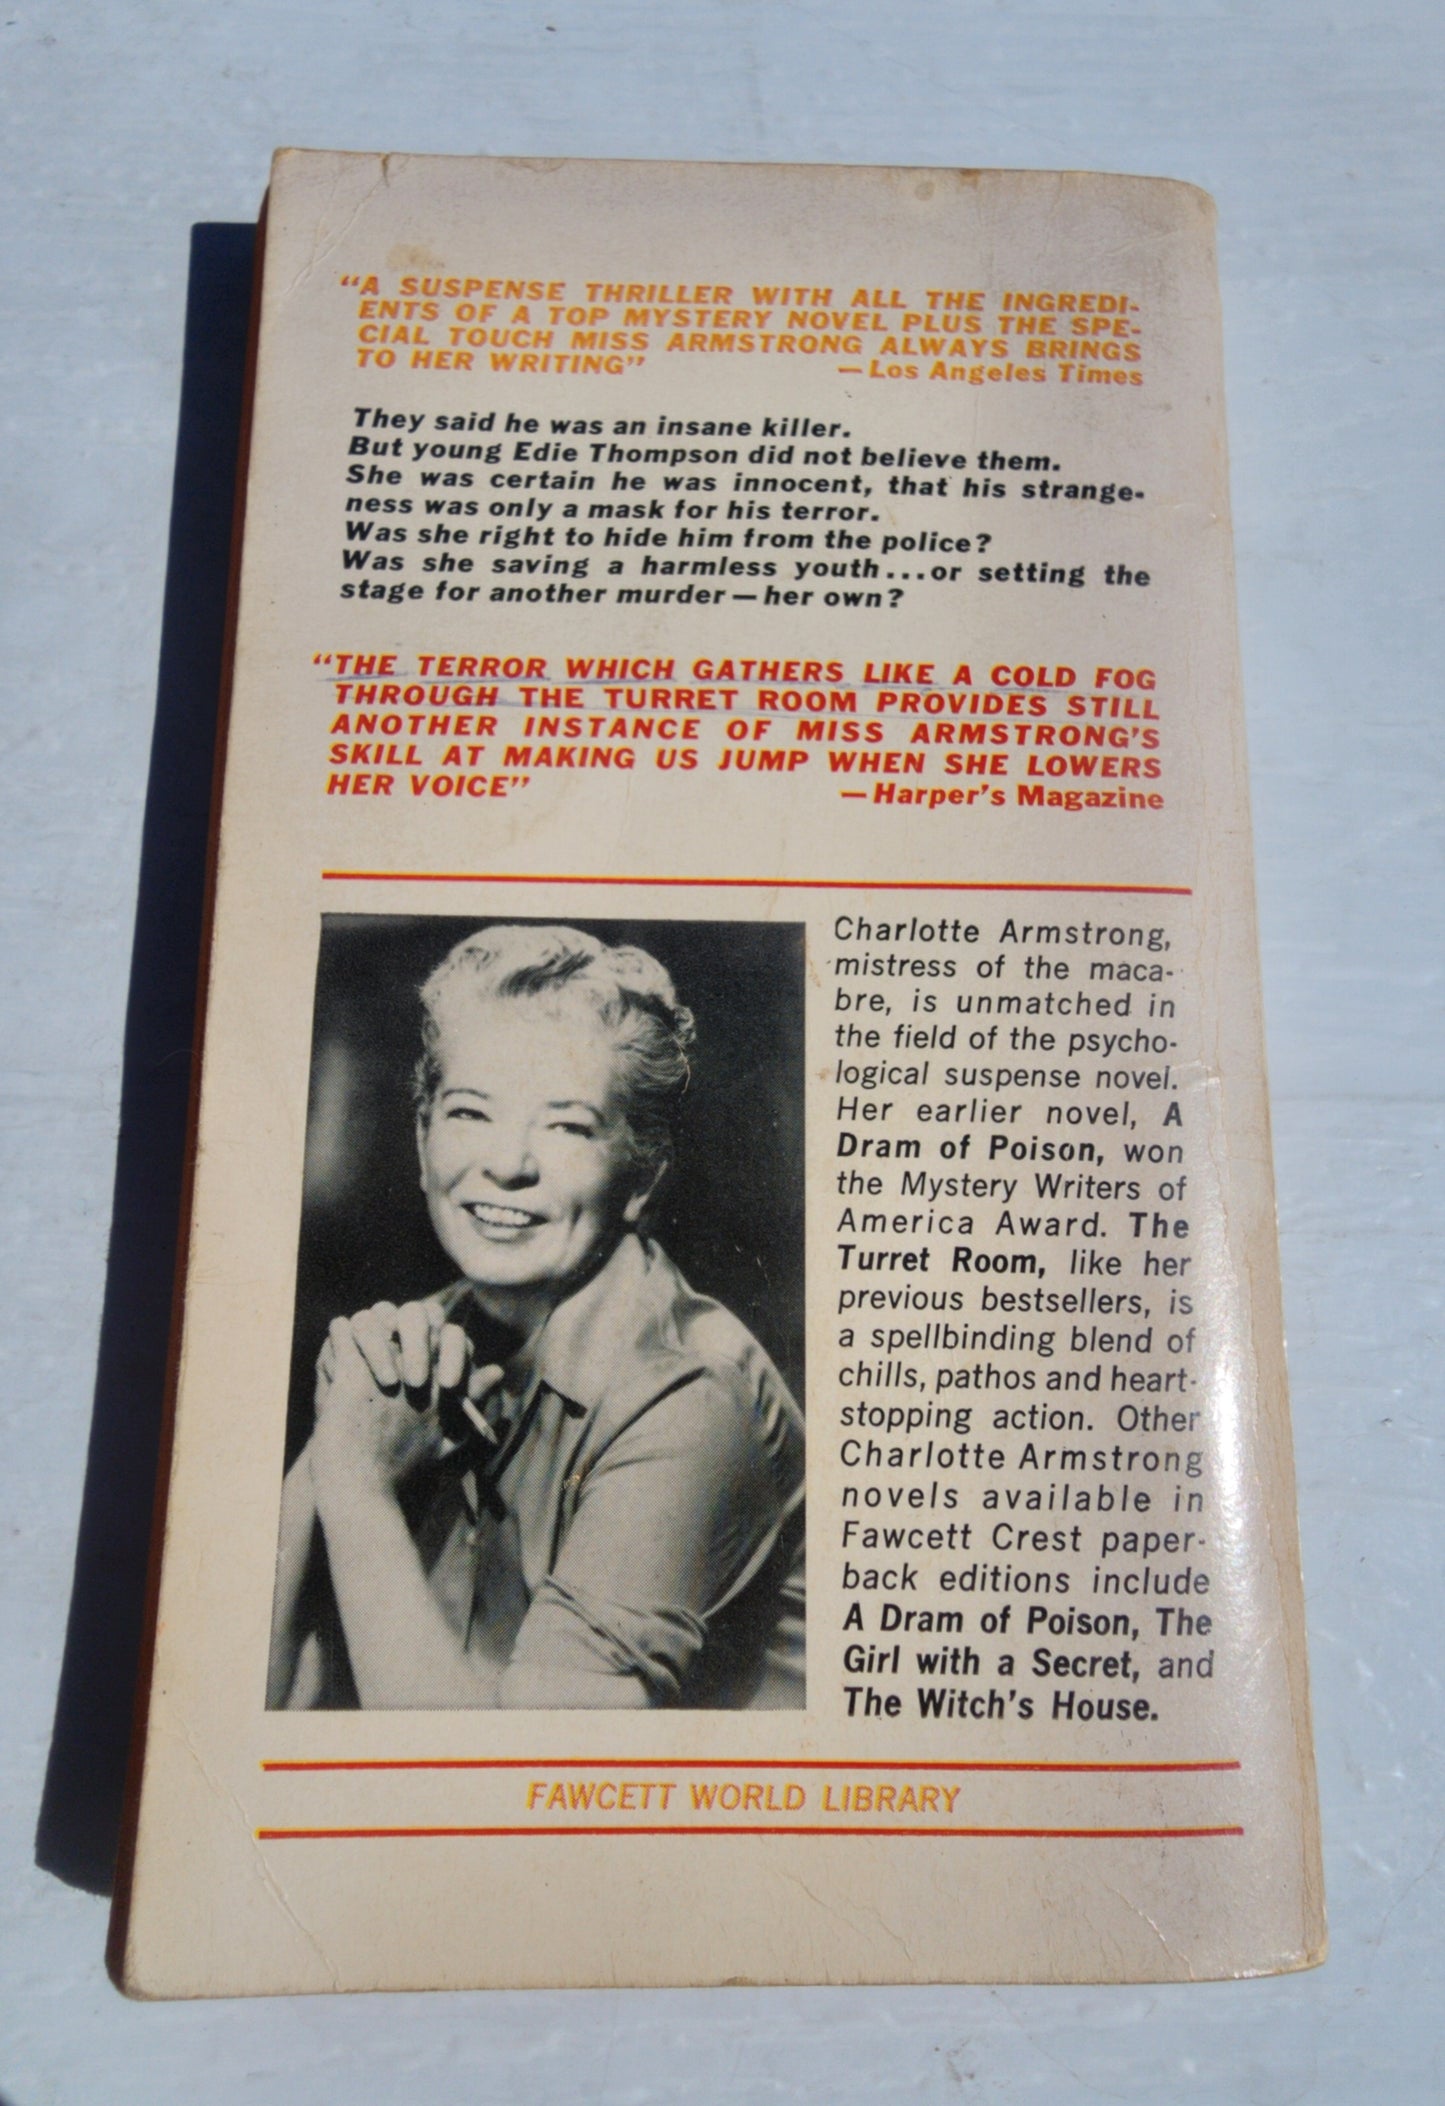 “A SUSPENSE THRILLER WITH ALL THE INGREDI-
ENTS OF A TOP MYSTERY NOVEL PLUS THE SPE-
CIAL TOUCH MISS ARMSTRONG ALWAYS BRINGS
TO HER WRITING” —Los Angeles Times
They said he was an insane killer.
But young Edie Thompson did not believe them.
She was certain he was innocent, that his strange-
ness was only a mask for his terror.
Was she right to hide him from the police?
Was she saving a harmless youth...or setting the
stage for another murder—her own?
“THE TERROR WHICH GATHERS LIKE A COLD FOG
THROUGH THE TURRET ROOM PROVIDES STILL
ANOTHER INSTANCE OF MISS ARMSTRONG'S
SKILL AT MAKING US JUMP WHEN SHE LOWERS
HER VOICE” —Harper's Magazine
Charlotte Armstrong,
mistress of the maca-
bre, is unmatched in
the field of the psycho-
logical suspense novel.
Her earlier novel, A
Dram of Poison, won
the Mystery Writers of
America Award. The
Turret Room, like her
previous bestsellers, is
a spellbinding blend of
chills, pathos and heart-
stopping action. Other
Charlotte Armstrong
novels available in
Fawcett Crest paper-
back editions include
A Dram of Poison, The
Girl with a Secret, and
The Witch's House.
FAWCETT WORLD LIBRARY